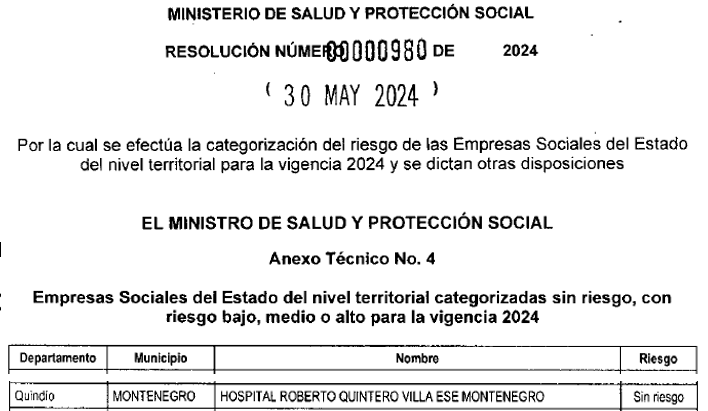 MINISTERIO DE SALUD Y PROTECCIÓN SOCIAL
RESOLUCIÓN NÚMERO 00000980 DE 2024
( 30 MAY 2024 )
Por la cual se efectúa la categorización del riesgo de las Empresas Sociales del Estado
del nivel territorial para la vigencia 2024 y se dictan otras disposiciones
EL MINISTRO DE SALUD Y PROTECCIÓN SOCIAL
Anexo Técnico No. 4
Empresas Sociales del Estado del nivel territorial categorizadas sin riesgo, con
riesgo bajo, medio o alto para la vigencia 2024
Departamento Municipio Nombre Riesgo
Quindío MONTENEGRO HOSPITAL ROBERTO QUINTERO VILLA ESE MONTENEGRO Sin riesgo